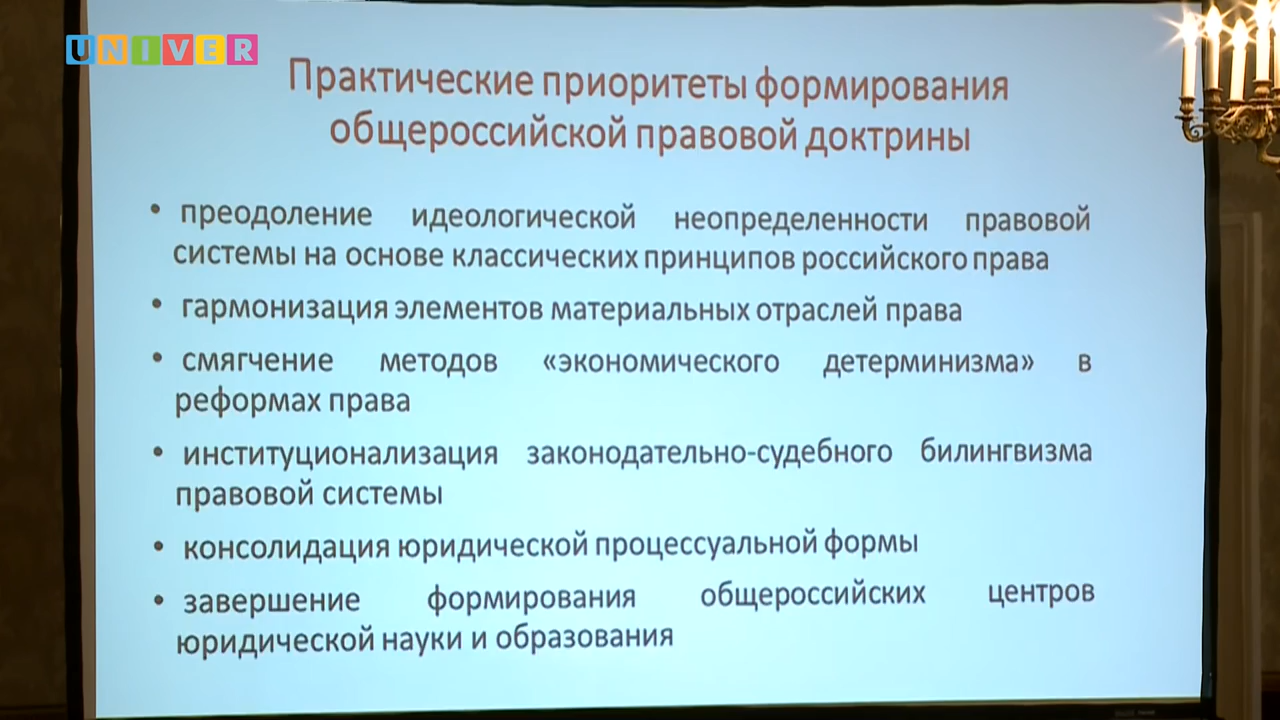 UNIVER
Практические приоритеты формирования
общероссийской правовой доктрины
• преодоление идеологической неопределенности правовой
системы на основе классических принципов российского права
• гармонизация элементов материальных отраслей права
• смягчение методов «экономического детерминизма» в
реформах права
• институционализация законодательно-судебного билингвизма
правовой системы
• консолидация юридической процессуальной формы
• завершение формирования общероссийских центров
юридической науки и образования